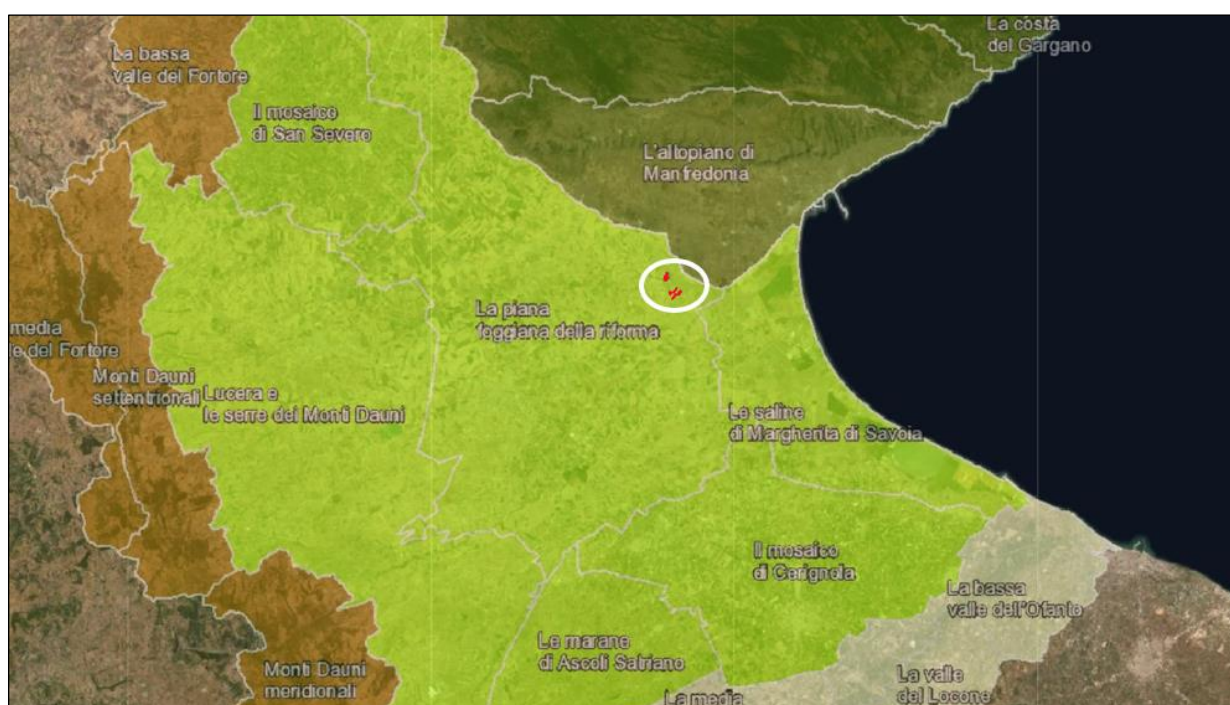 La costa
del Gargano
La bassa
valle del Fortore
Il mosaico
di San Severo
L'altopiano di
Manfredonia
La piana
foggiana della riforma
media
le del Fortore
Monti Dauni
settentrionali
Lucera e
le serre dei Monti Dauni
Le saline
di Margherita di Savoia
Il mosaico
di Cerignola
La bassa
valle dell'Ofanto
Le marane
di Ascoli Satriano
Monti Dauni
meridionali
La valle
del Locone
La media